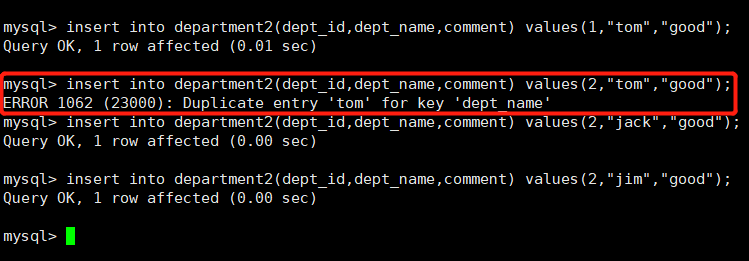 mysql> insert into department2(dept_id,dept_name,comment) values(1,"tom","good");
Query OK, 1 row affected (0.01 sec)
mysql> insert into department2(dept_id,dept_name,comment) values(2,"tom","good");
ERROR 1062 (23000): Duplicate entry 'tom' for key 'dept_name'
mysql> insert into department2(dept_id,dept_name,comment) values(2,"jack","good");
Query OK, 1 row affected (0.00 sec)
mysql> insert into department2(dept_id,dept_name,comment) values(2,"jim","good");
Query OK, 1 row affected (0.00 sec)
mysql>